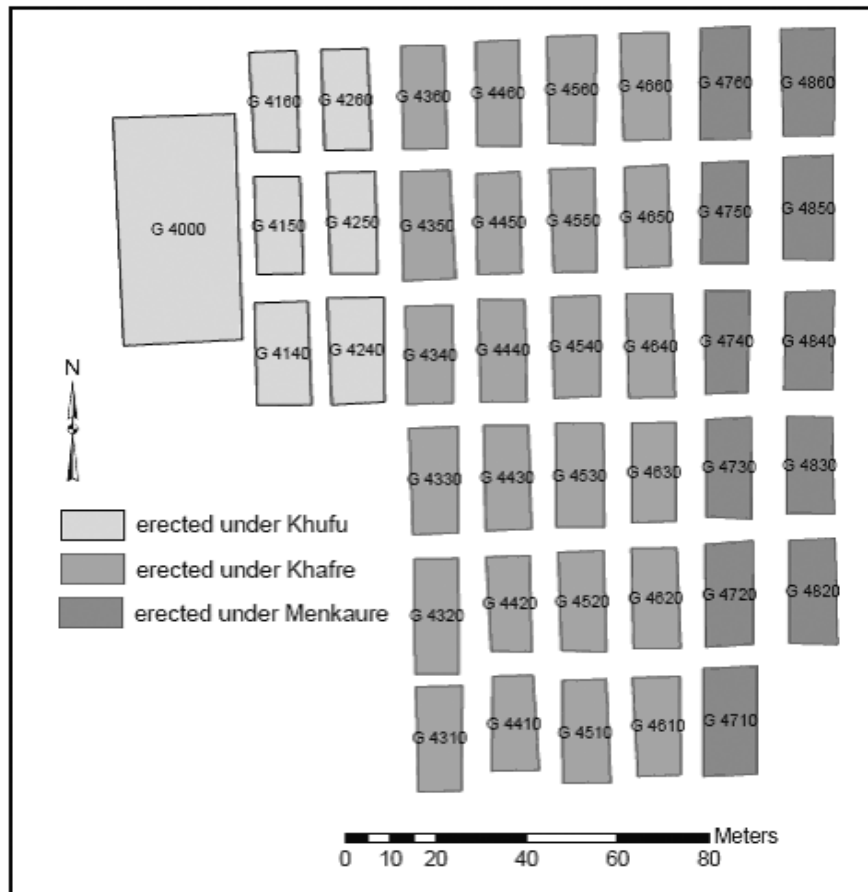 G 4160 G 4260 G 4360 G 4460 G 4560 G 4660 G 4760 G 4860
G 4000 G 4150 G 4250 G 4350 G 4450 G 4550 G 4650 G 4750 G 4850
G 4140 G 4240 G 4340 G 4440 G 4540 G 4640 G 4740 G 4840
N
G 4330 G 4430 G 4530 G 4630 G 4730 G 4830
G 4320 G 4420 G 4520 G 4620 G 4720 G 4820
G 4310 G 4410 G 4510 G 4610 G 4710
erected under Khufu
erected under Khafre
erected under Menkaure
Meters
0 10 20 40 60 80